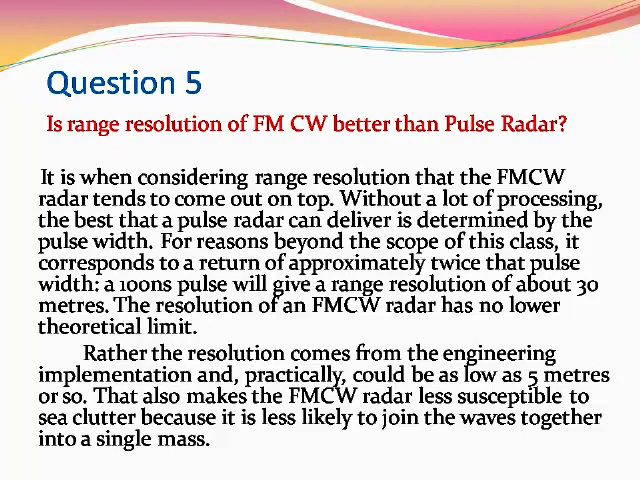 Question 5
Is range resolution of FM CW better than Pulse Radar?
It is when considering range resolution that the FMCW
radar tends to come out on top. Without a lot of processing,
the best that a pulse radar can deliver is determined by the
pulse width. For reasons beyond the scope of this class, it
corresponds to a return of approximately twice that pulse
width: a 100ns pulse will give a range resolution of about 30
metres. The resolution of an FMCW radar has no lower
theoretical limit.
Rather the resolution comes from the engineering
implementation and, practically, could be as low as 5 metres
or so. That also makes the FMCW radar less susceptible to
sea clutter because it is less likely to join the waves together
into a single mass.